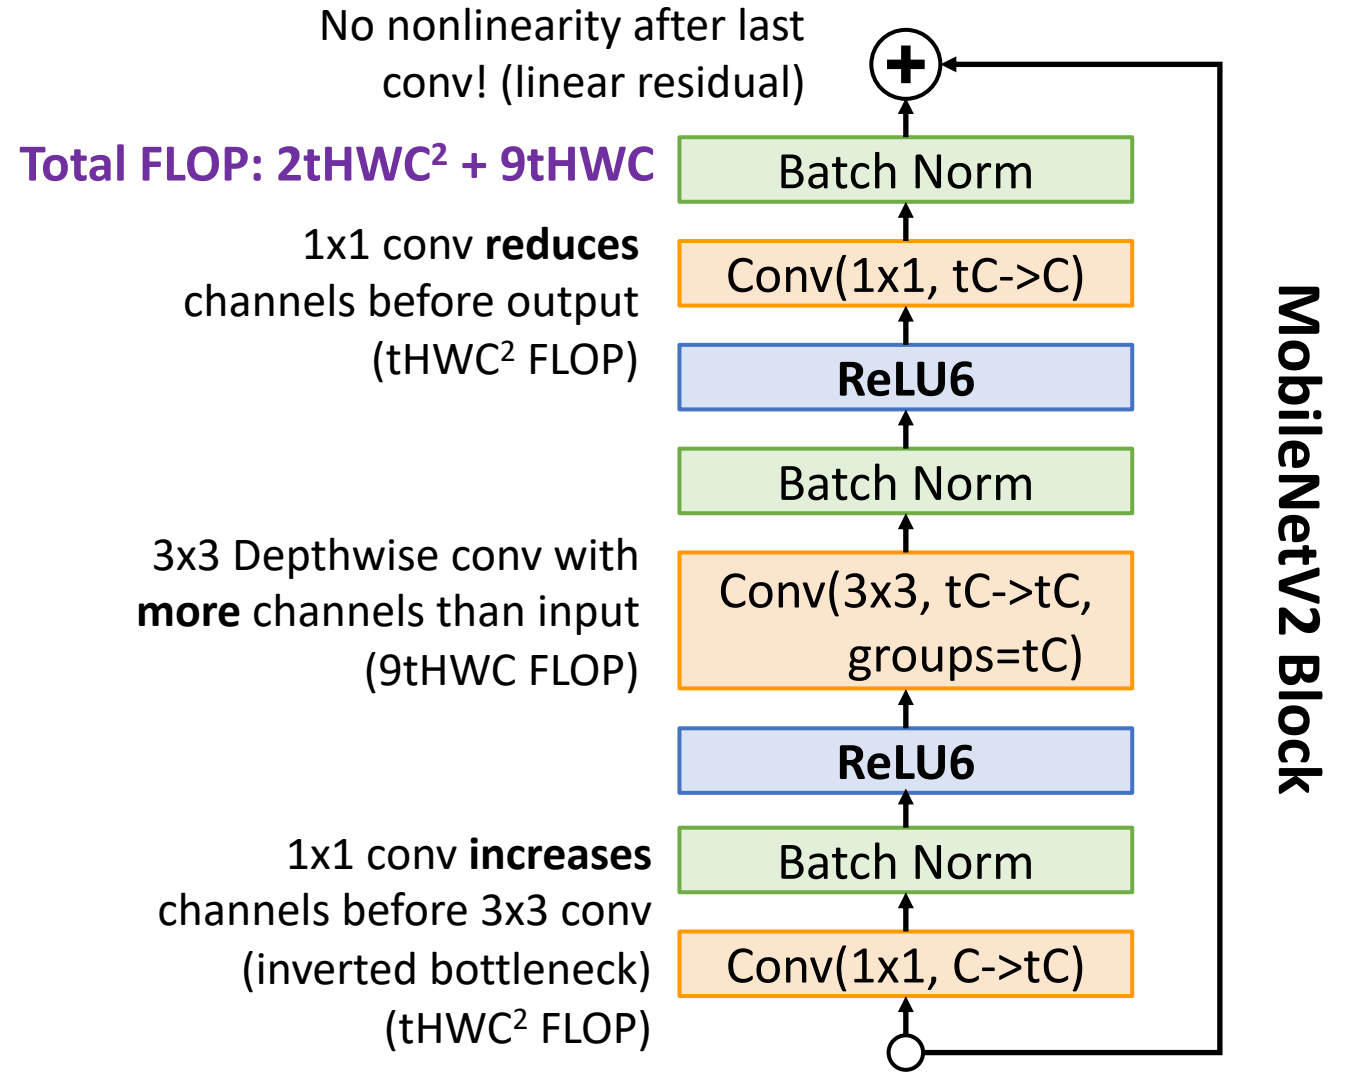 No nonlinearity after last
conv! (linear residual)
+
Total FLOP: 2tHWC² + 9tHWC
Batch Norm
1x1 conv reduces
channels before output
(tHWC² FLOP)
Conv(1x1, tC->C)
ReLU6
Batch Norm
3x3 Depthwise conv with
more channels than input
(9tHWC FLOP)
Conv(3x3, tC->tC,
groups=tC)
ReLU6
1x1 conv increases
channels before 3x3 conv
(inverted bottleneck)
(tHWC² FLOP)
Batch Norm
Conv(1x1, C->tC)
MobileNetV2 Block